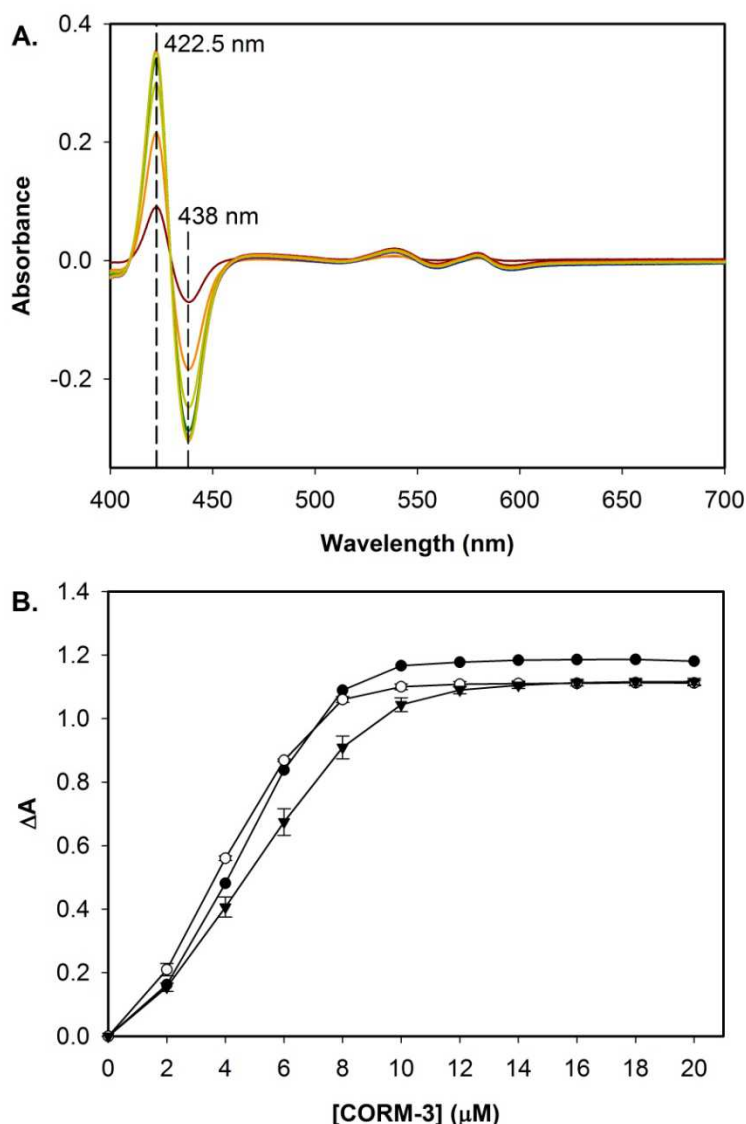 A.
422.5 nm
438 nm
0.4
0.2
0.0
-0.2
Absorbance
400 450 500 550 600 650 700
Wavelength (nm)
B.
1.4
1.2
1.0
0.8
0.6
0.4
0.2
0.0
ΔA
0 2 4 6 8 10 12 14 16 18 20
[CORM-3] (μM)